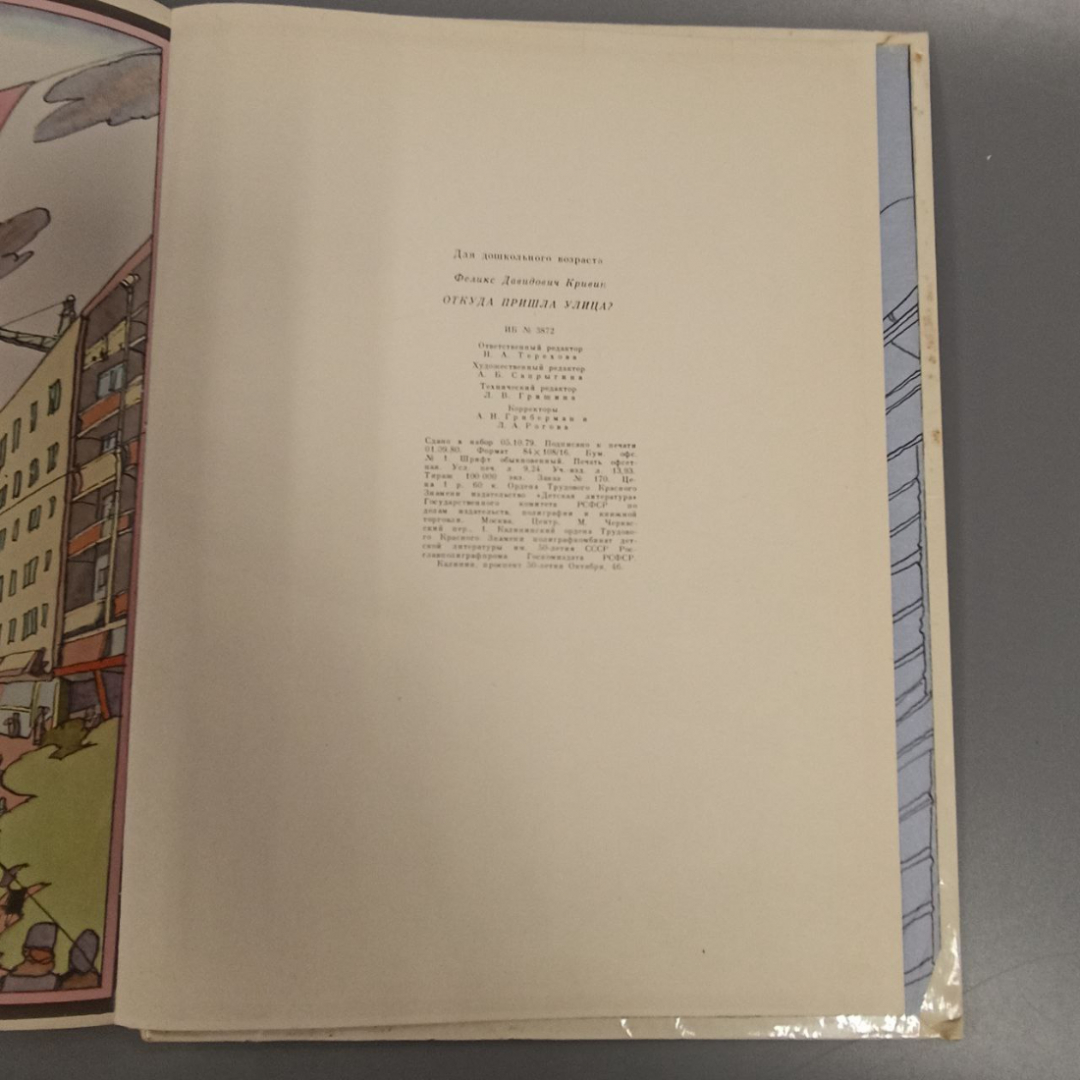 Для дошкольного возраста
Феликс Давидович Кривин
ОТКУДА ПРИШЛА УЛИЦА?
ИБ № 3872
Ответственный редактор
Н. А. Терехова
Художественный редактор
А. Б. Сапрыгина
Технический редактор
Л. В. Гришина
Корректоры
А. И. Гриберман и
Л. А. Рогова
Сдано в набор 05.10.79. Подписано к печати
01.09.80. Формат 84×108/16. Бум. офс.
№ 1. Шрифт обыкновенный. Печать офсет-
ная. Усл. печ. л. 9,24. Уч.-изд. л. 13,93.
Тираж 100 000 экз. Заказ № 170. Це-
на 1 р. 60 к. Ордена Трудового Красного
Знамени издательство «Детская литература»
Государственного комитета РСФСР по
делам издательств, полиграфии и книжной
торговли. Москва, Центр, М. Черкас-
ский пер., 1. Калининский ордена Трудово-
го Красного Знамени полиграфкомбинат дет-
ской литературы им. 50-летия СССР Рос-
главполиграфпрома Госкомиздата РСФСР.
Калинин, проспект 50-летия Октября, 46.